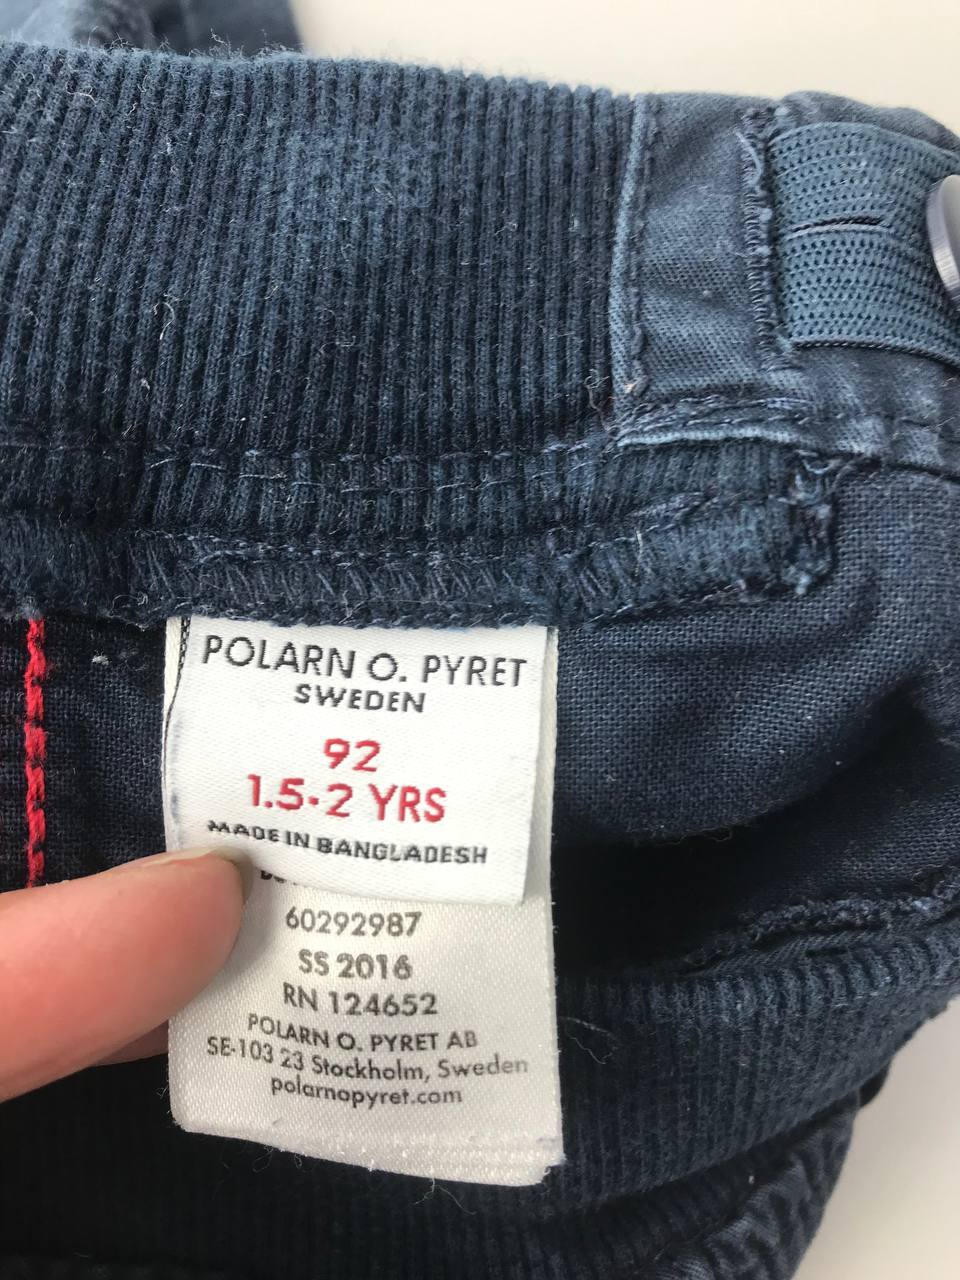 POLARN O. PYRET
SWEDEN
92
1.5-2 YRS
MADE IN BANGLADESH
60292987
SS 2016
RN 124652
POLARN O. PYRET AB
SE-103 23 Stockholm, Sweden
polarnopyret.com